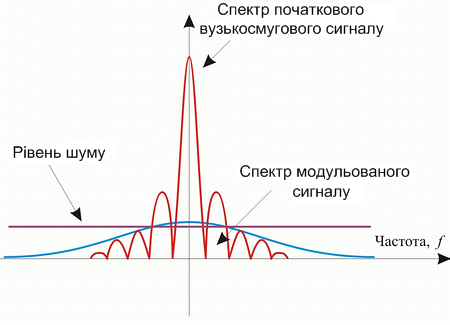 Спектр початкового
вузькосмугового сигналу
Рівень шуму
Спектр модульованого
сигналу
Частота, f